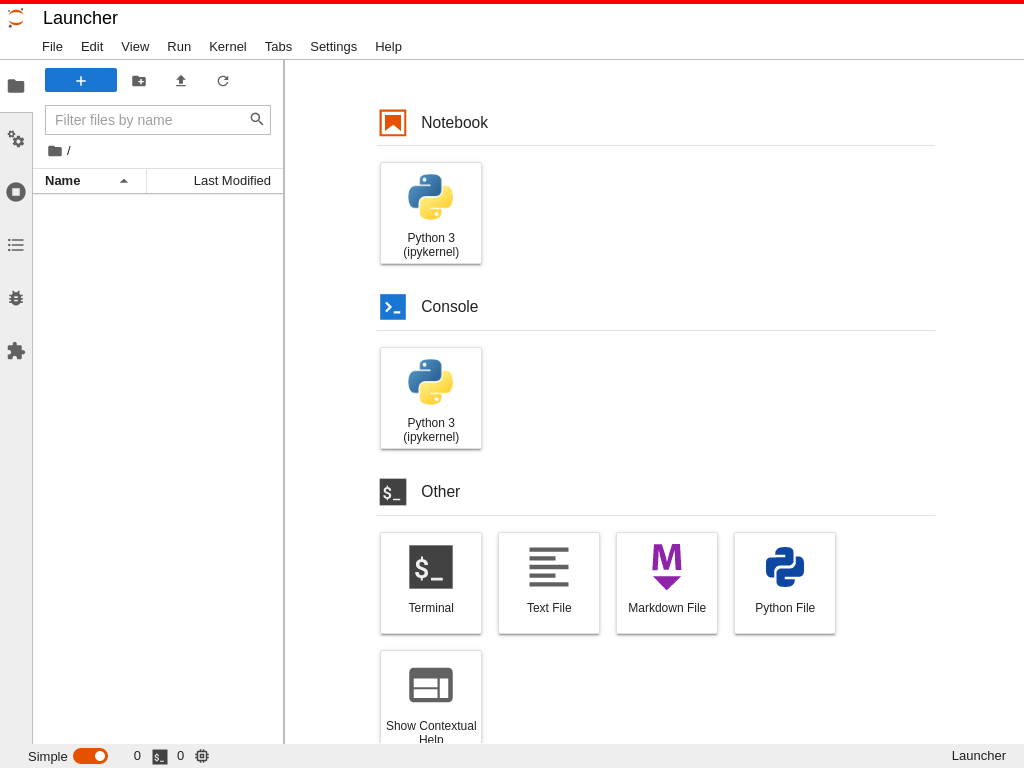 Launcher
File Edit View Run Kernel Tabs Settings Help
Filter files by name
/
Name Last Modified
Notebook
Python 3
(ipykernel)
Console
Python 3
(ipykernel)
$_ Other
$_
Terminal
Text File
M
Markdown File
Python File
Show Contextual
Help
Simple 0 $_ 0 Launcher